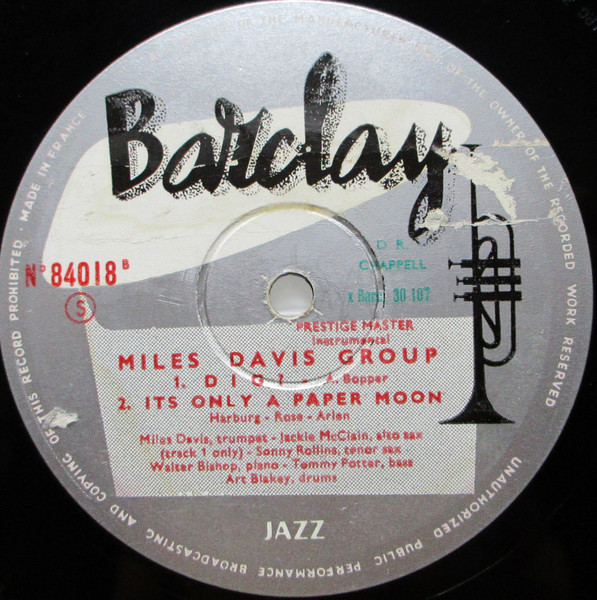 Barclay
N° 84018 B
S
D. R.
CHAPPELL
x Barc. 30 107
PRESTIGE MASTER
Instrumental
MILES DAVIS GROUP
1. DIDI - A. Bopper
2. ITS ONLY A PAPER MOON
Harburg - Rose - Arlen
Miles Davis, trumpet - Jackie McClain, alto sax
(track 1 only) - Sonny Rollins, tenor sax
Walter Bishop, piano - Tommy Potter, bass
Art Blakey, drums
JAZZ
OF THE MANUFACTURER AND OF THE OWNER OF THE RECORDED WORK RESERVED
UNAUTHORIZED PUBLIC PERFORMANCE BROADCASTING AND COPYING OF THIS RECORD PROHIBITED · MADE IN FRANCE